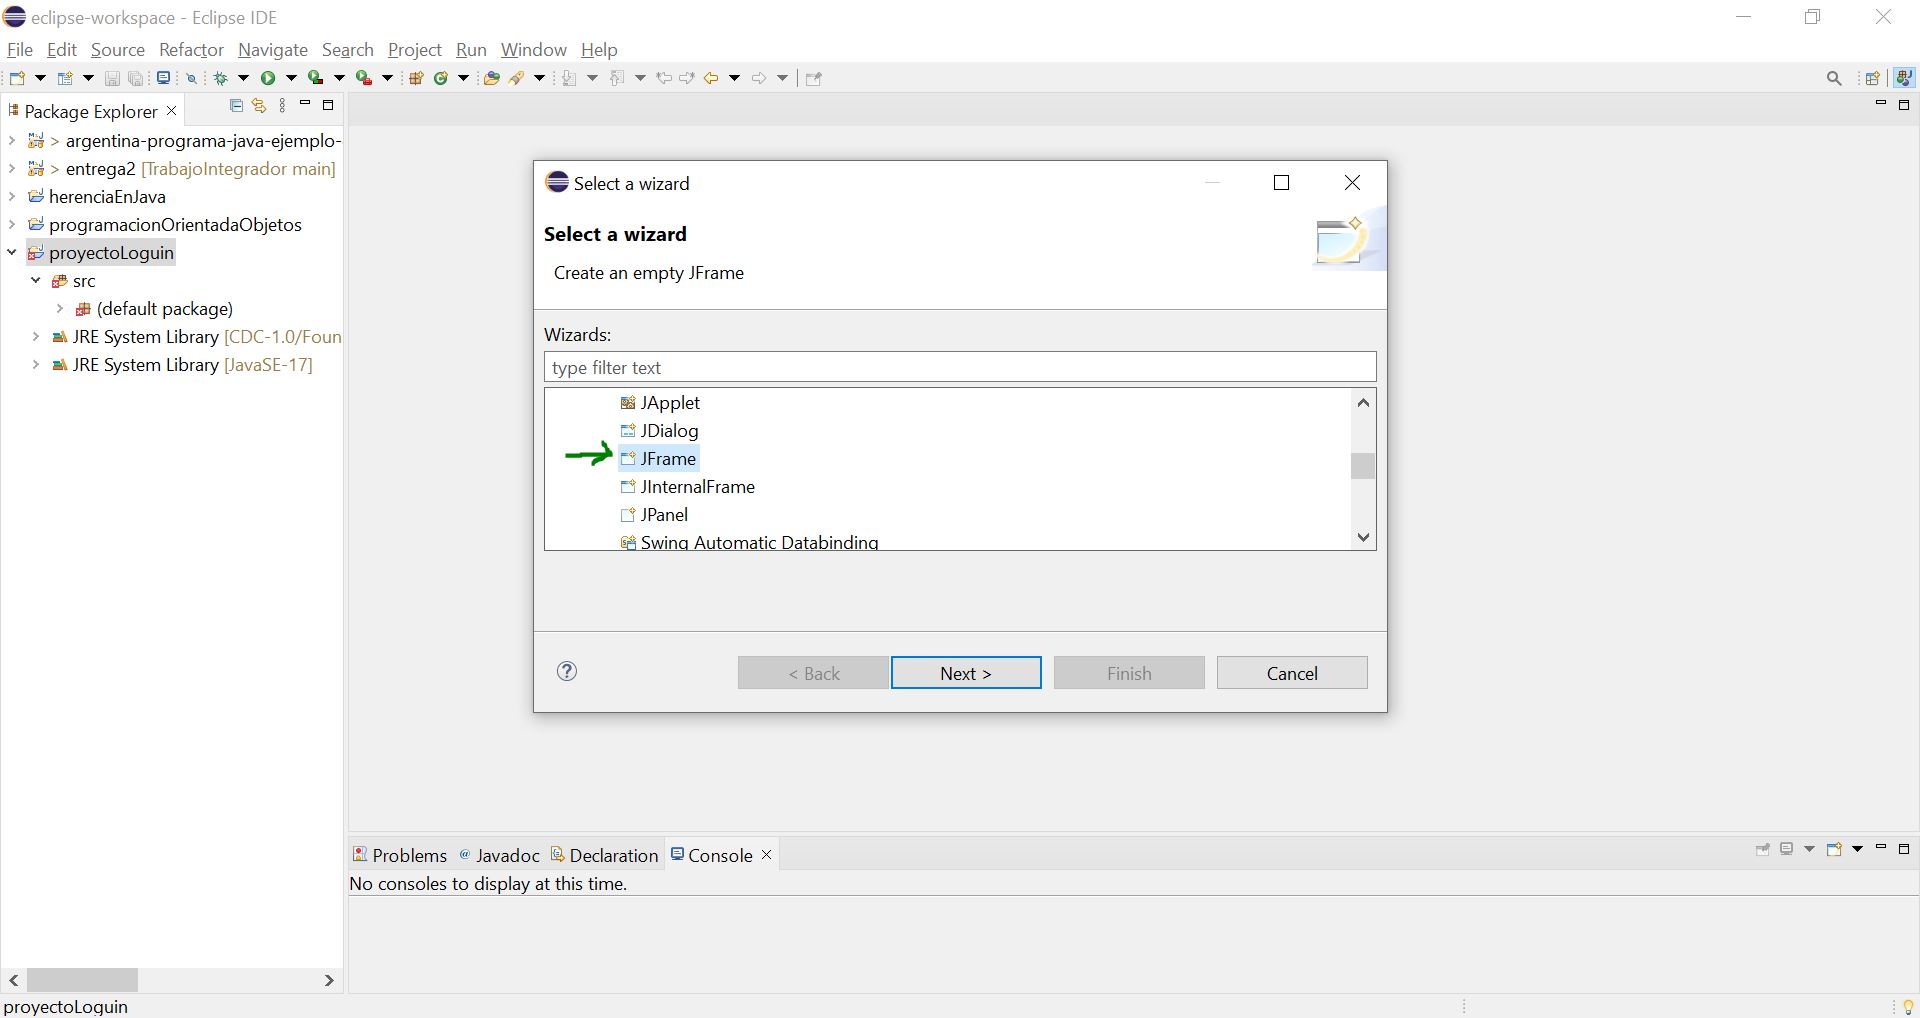 eclipse-workspace - Eclipse IDE
File Edit Source Refactor Navigate Search Project Run Window Help
Package Explorer
> argentina-programa-java-ejemplo-
> entrega2 [TrabajoIntegrador main]
herenciaEnJava
programacionOrientadaObjetos
proyectoLoguin
src
(default package)
JRE System Library [CDC-1.0/Foun
JRE System Library [JavaSE-17]
Select a wizard
Select a wizard
Create an empty JFrame
Wizards:
type filter text
JApplet
JDialog
JFrame
JInternalFrame
JPanel
Swing Automatic Databinding
< Back Next > Finish Cancel
Problems @ Javadoc Declaration Console
No consoles to display at this time.
proyectoLoguin